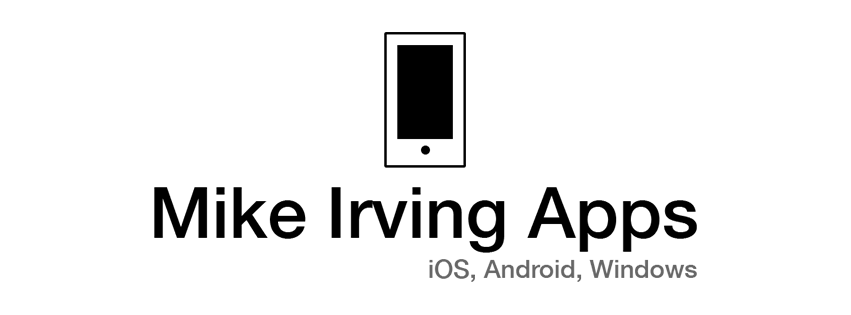 Mike Irving Apps
iOS, Android, Windows